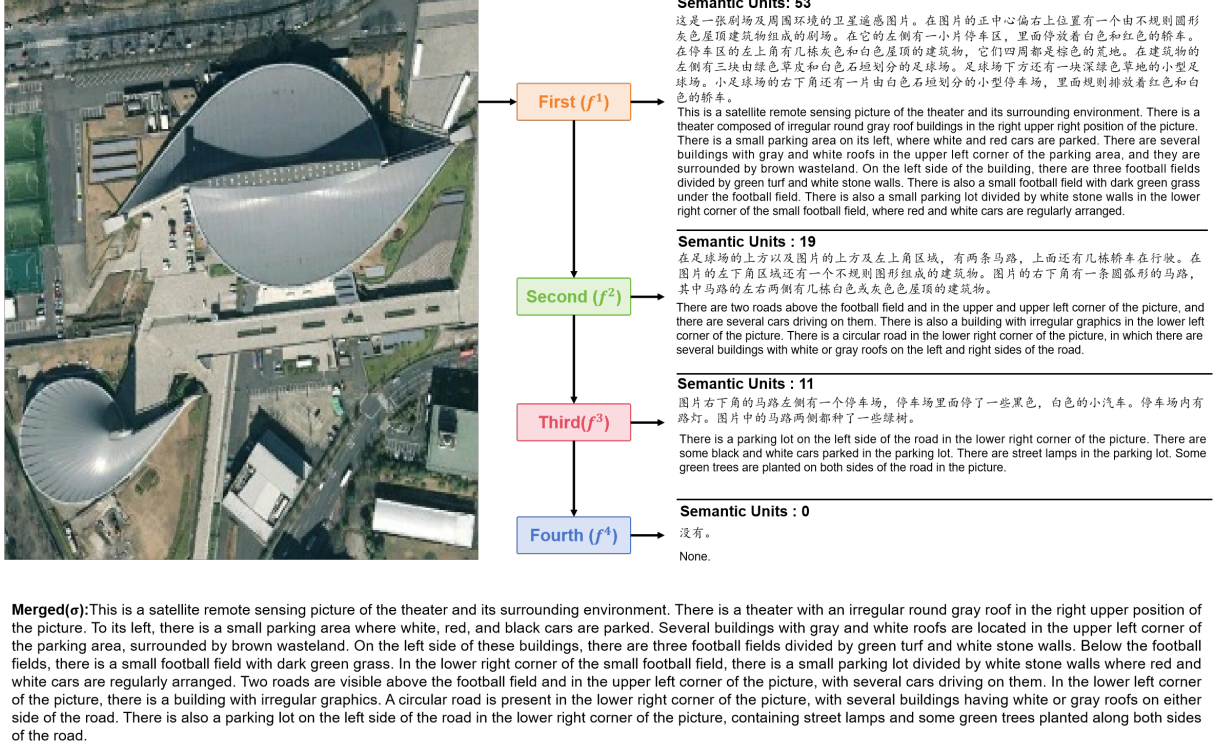 Semantic Units: 53
这是一张剧场及周围环境的卫星遥感图片。在图片的正中心偏右上位置有一个由不规则圆形
灰色屋顶建筑物组成的剧场。在它的左侧有一小片停车区，里面停放着白色和红色的轿车。
在停车区的左上角有几栋灰色和白色屋顶的建筑物，它们四周都是棕色的荒地。在建筑物的
左侧有三块由绿色草皮和白色石垣划分的足球场。足球场下方还有一块深绿色草地的小型足
球场。小足球场的右下角还有一片由白色石垣划分的小型停车场，里面规则排放着红色和白
色的轿车。
This is a satellite remote sensing picture of the theater and its surrounding environment. There is a
theater composed of irregular round gray roof buildings in the right upper right position of the picture.
There is a small parking area on its left, where white and red cars are parked. There are several
buildings with gray and white roofs in the upper left corner of the parking area, and they are
surrounded by brown wasteland. On the left side of the building, there are three football fields
divided by green turf and white stone walls. There is also a small football field with dark green grass
under the football field. There is also a small parking lot divided by white stone walls in the lower
right corner of the small football field, where red and white cars are regularly arranged.
First (f¹)
Semantic Units : 19
在足球场的上方以及图片的上方及左上角区域，有两条马路，上面还有几栋轿车在行驶。在
图片的左下角区域还有一个不规则图形组成的建筑物。图片的右下角有一条圆弧形的马路，
其中马路的左右两侧有几栋白色或灰色色屋顶的建筑物。
There are two roads above the football field and in the upper and upper left corner of the picture, and
there are several cars driving on them. There is also a building with irregular graphics in the lower left
corner of the picture. There is a circular road in the lower right corner of the picture, in which there are
several buildings with white or gray roofs on the left and right sides of the road.
Second (f²)
Semantic Units : 11
图片右下角的马路左侧有一个停车场，停车场里面停了一些黑色，白色的小汽车。停车场内有
路灯。图片中的马路两侧都种了一些绿树。
There is a parking lot on the left side of the road in the lower right corner of the picture. There are
some black and white cars parked in the parking lot. There are street lamps in the parking lot. Some
green trees are planted on both sides of the road in the picture.
Third(f³)
Semantic Units : 0
没有。
None.
Fourth (f⁴)
Merged(σ):This is a satellite remote sensing picture of the theater and its surrounding environment. There is a theater with an irregular round gray roof in the right upper position of
the picture. To its left, there is a small parking area where white, red, and black cars are parked. Several buildings with gray and white roofs are located in the upper left corner of
the parking area, surrounded by brown wasteland. On the left side of these buildings, there are three football fields divided by green turf and white stone walls. Below the football
fields, there is a small football field with dark green grass. In the lower right corner of the small football field, there is a small parking lot divided by white stone walls where red and
white cars are regularly arranged. Two roads are visible above the football field and in the upper left corner of the picture, with several cars driving on them. In the lower left corner
of the picture, there is a building with irregular graphics. A circular road is present in the lower right corner of the picture, with several buildings having white or gray roofs on either
side of the road. There is also a parking lot on the left side of the road in the lower right corner of the picture, containing street lamps and some green trees planted along both sides
of the road.